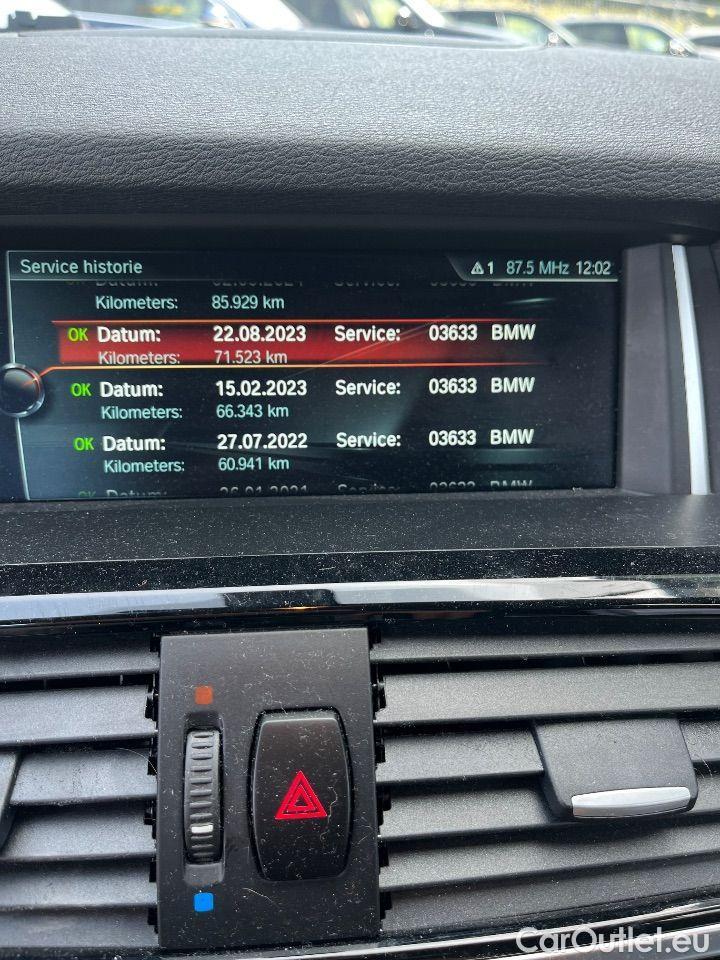 Service historie
1 87.5 MHz 12:02
Kilometers: 85.929 km
OK Datum: 22.08.2023 Service: 03633 BMW
Kilometers: 71.523 km
OK Datum: 15.02.2023 Service: 03633 BMW
Kilometers: 66.343 km
OK Datum: 27.07.2022 Service: 03633 BMW
Kilometers: 60.941 km
CarOutlet.eu